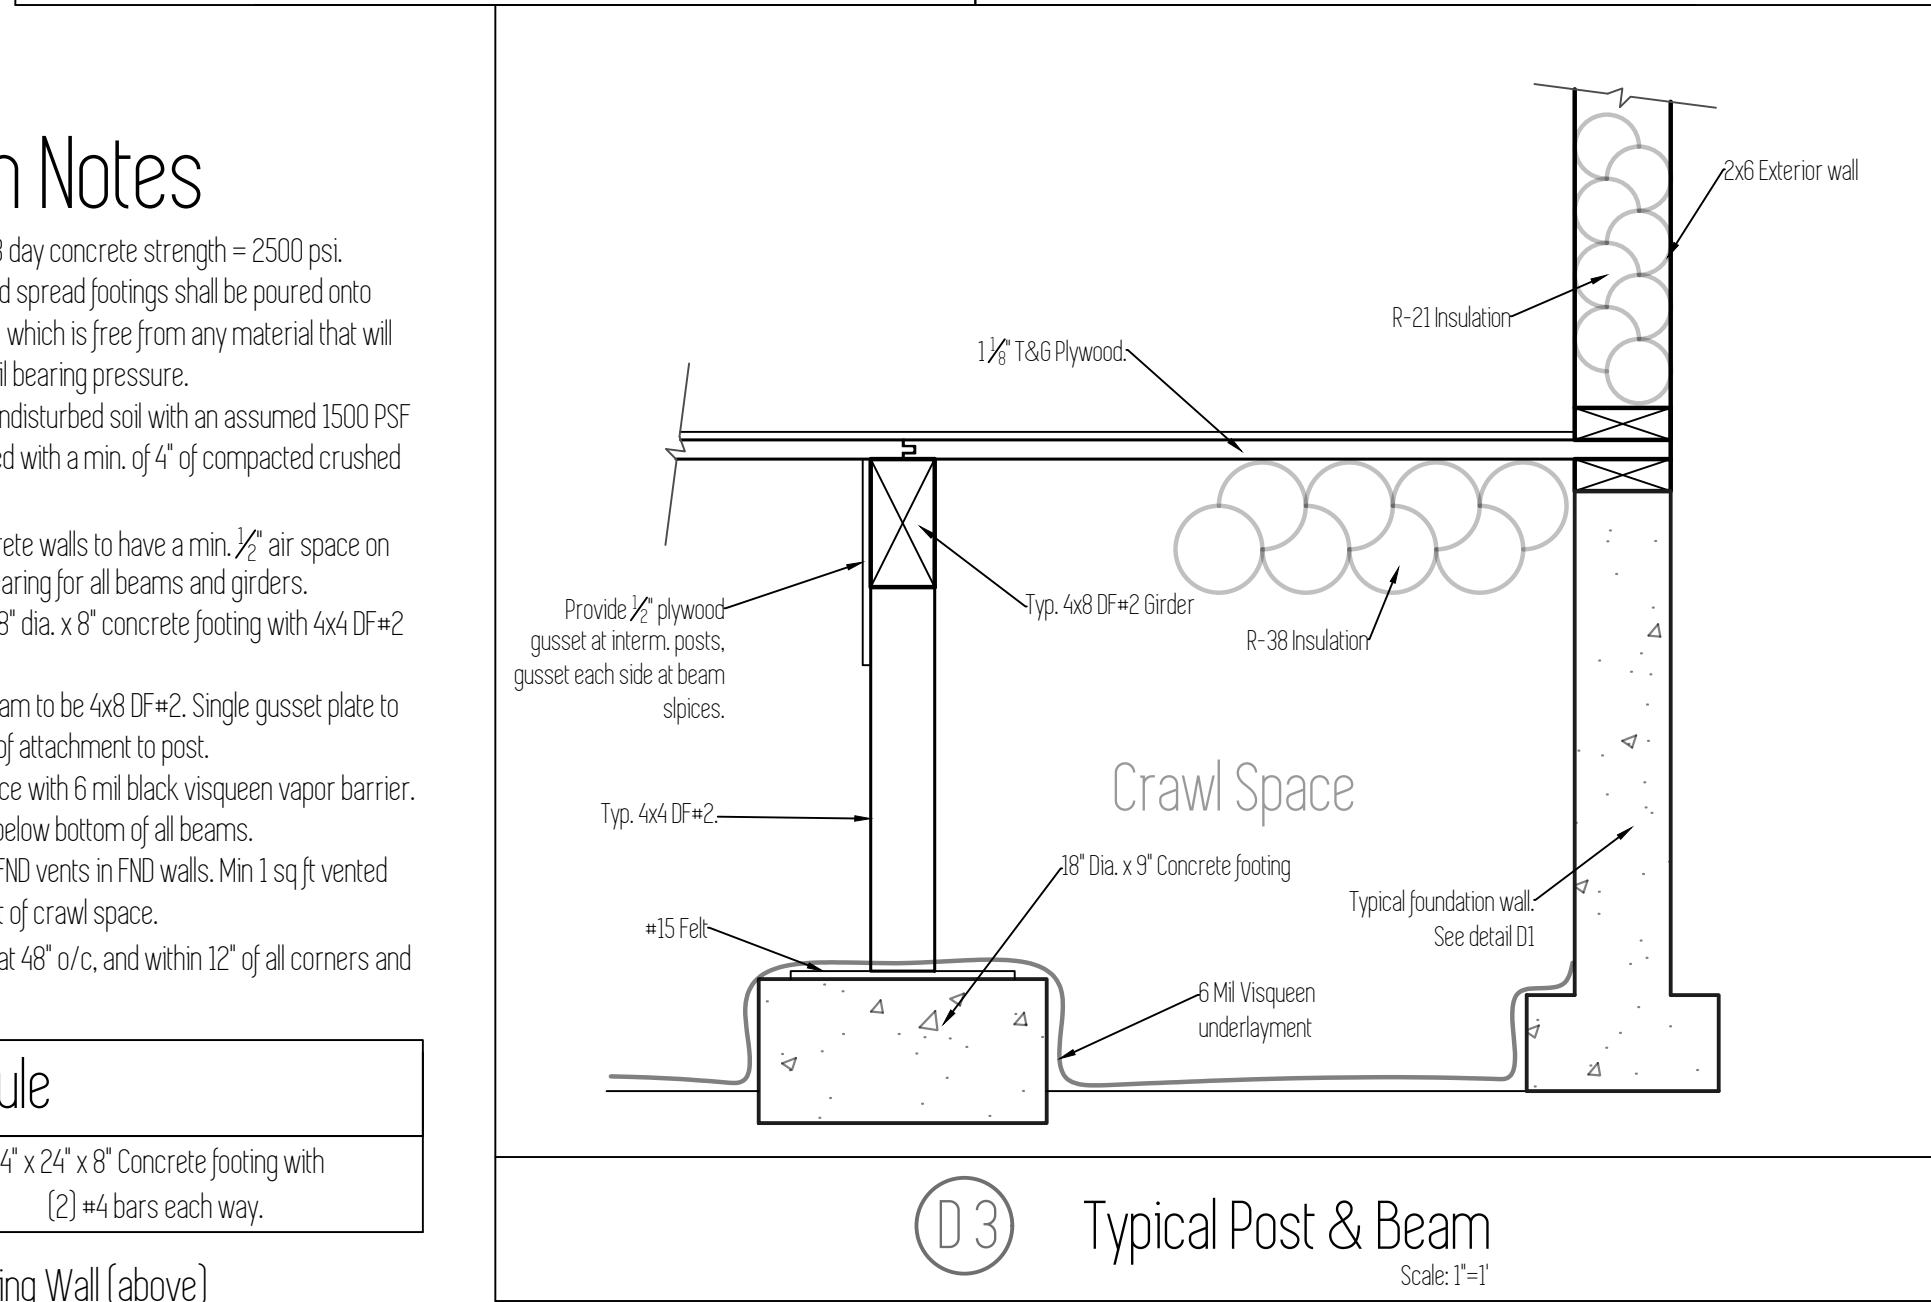 n Notes
8 day concrete strength = 2500 psi.
d spread footings shall be poured onto
which is free from any material that will
il bearing pressure.
ndisturbed soil with an assumed 1500 PSF
ed with a min. of 4" of compacted crushed
rete walls to have a min. 1/2" air space on
aring for all beams and girders.
8" dia. x 8" concrete footing with 4x4 DF#2
am to be 4x8 DF#2. Single gusset plate to
of attachment to post.
ce with 6 mil black visqueen vapor barrier.
below bottom of all beams.
FND vents in FND walls. Min 1 sq ft vented
t of crawl space.
at 48" o/c, and within 12" of all corners and
ule
4" x 24" x 8" Concrete footing with
(2) #4 bars each way.
ing Wall (above)
2x6 Exterior wall
R-21 Insulation
1 1/8" T&G Plywood.
Provide 1/2" plywood
gusset at interm. posts,
gusset each side at beam
slpices.
Typ. 4x8 DF#2 Girder
R-38 Insulation
Crawl Space
Typ. 4x4 DF#2.
18" Dia. x 9" Concrete footing
Typical foundation wall.
See detail D1
#15 Felt
6 Mil Visqueen
underlayment
D 3
Typical Post & Beam
Scale: 1"=1'